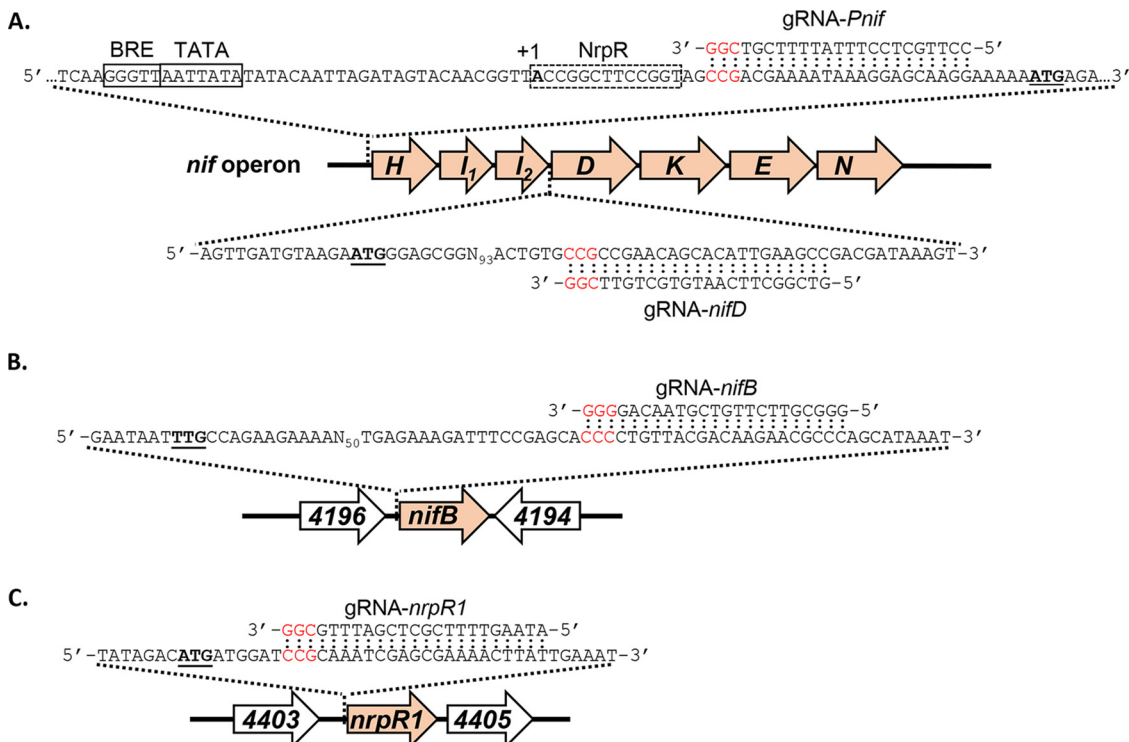 A.
gRNA-Pnif
BRE TATA +1 NrpR 3′-GGCTGCTTTTATTTCCTCGTTCC-5′
5′…TCAAGGGTTAATTATATATACAATTAGATAGTACAACGGTTACCGGCTTCCGGTAGCCGACGAAAATAAAGGAGCAAGGAAAAAATGAGA…3′
nif operon H I1 I2 D K E N
5′-AGTTGATGTAAGAATGGGAGCGGN93ACTGTGCCGCCGAACAGCACATTGAAGCCGACGATAAAGT-3′
3′-GGCTTGTCGTGTAACTTCGGCTG-5′
gRNA-nifD
B.
gRNA-nifB
3′-GGGGACAATGCTGTTCTTGCGGG-5′
5′-GAATAATTTGCCAGAAGAAAAN50TGAGAAAGATTTCCGAGCACCCCTGTTACGACAAGAACGCCCAGCATAAAT-3′
4196 nifB 4194
C.
gRNA-nrpR1
3′-GGCGTTTAGCTCGCTTTTGAATA-5′
5′-TATAGACATGATGGATCCGCAAATCGAGCGAAAACTTATTGAAAT-3′
4403 nrpR1 4405